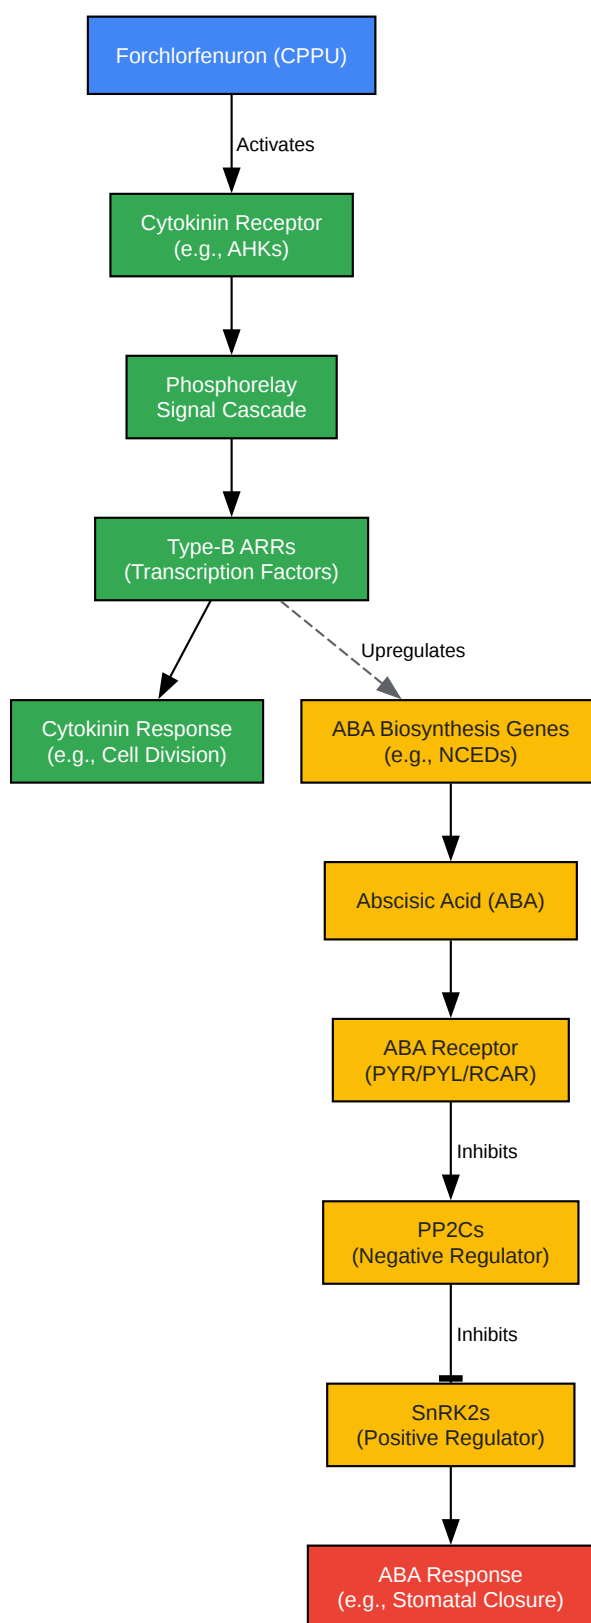 Forchlorfenuron (CPPU)
Activates
Cytokinin Receptor
(e.g., AHKs)
Phosphorelay
Signal Cascade
Type-B ARRs
(Transcription Factors)
Upregulates
Cytokinin Response
(e.g., Cell Division)
ABA Biosynthesis Genes
(e.g., NCEDs)
Abscisic Acid (ABA)
ABA Receptor
(PYR/PYL/RCAR)
Inhibits
PP2Cs
(Negative Regulator)
Inhibits
SnRK2s
(Positive Regulator)
ABA Response
(e.g., Stomatal Closure)